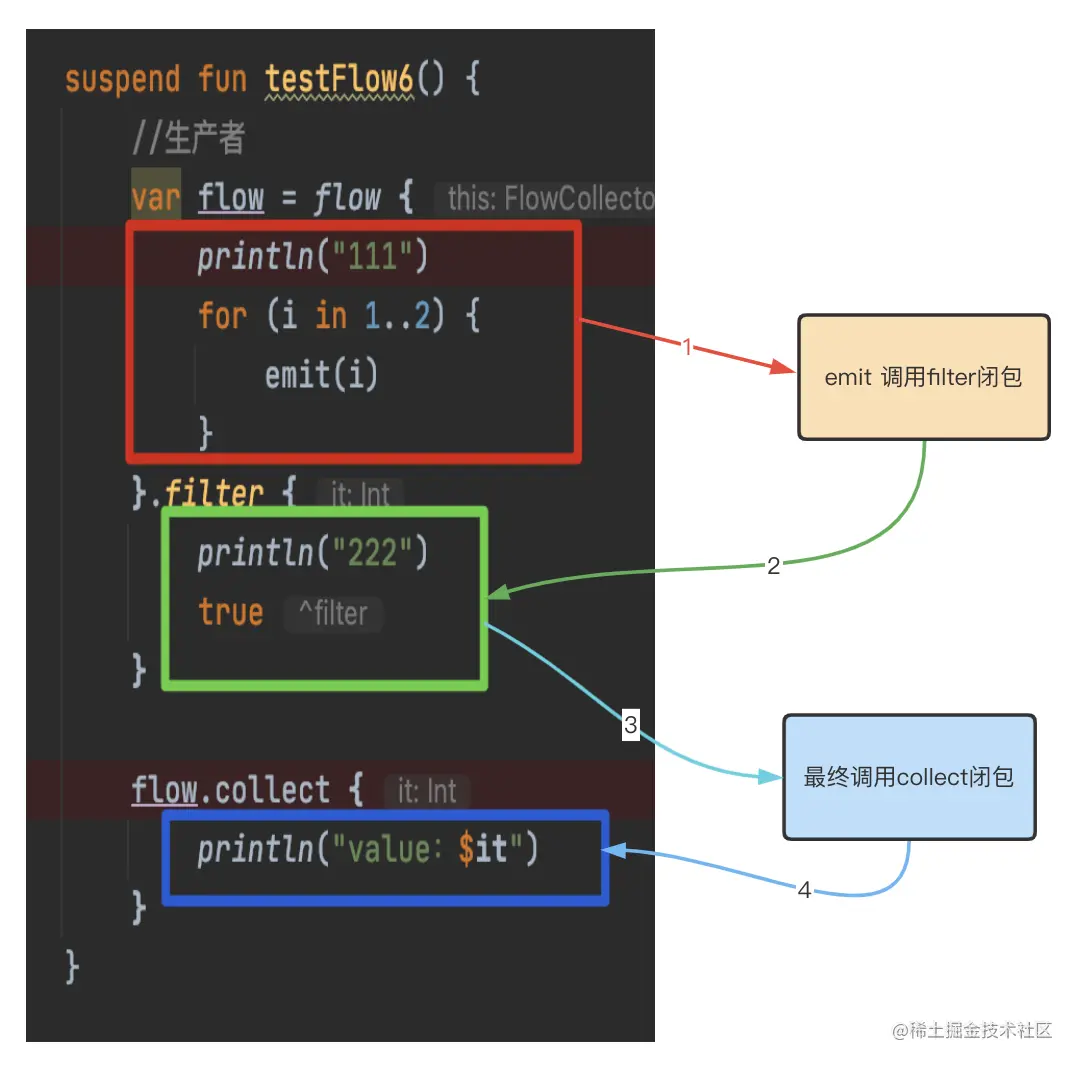 suspend fun testFlow6() {
//生产者
var flow = flow { this: FlowCollecto
println("111")
for (i in 1..2) {
emit(i)
}
}.filter { it: Int
println("222")
true ^filter
}
flow.collect { it: Int
println("value: $it")
}
}
1
emit 调用filter闭包
2
3
最终调用collect闭包
4
@稀土掘金技术社区